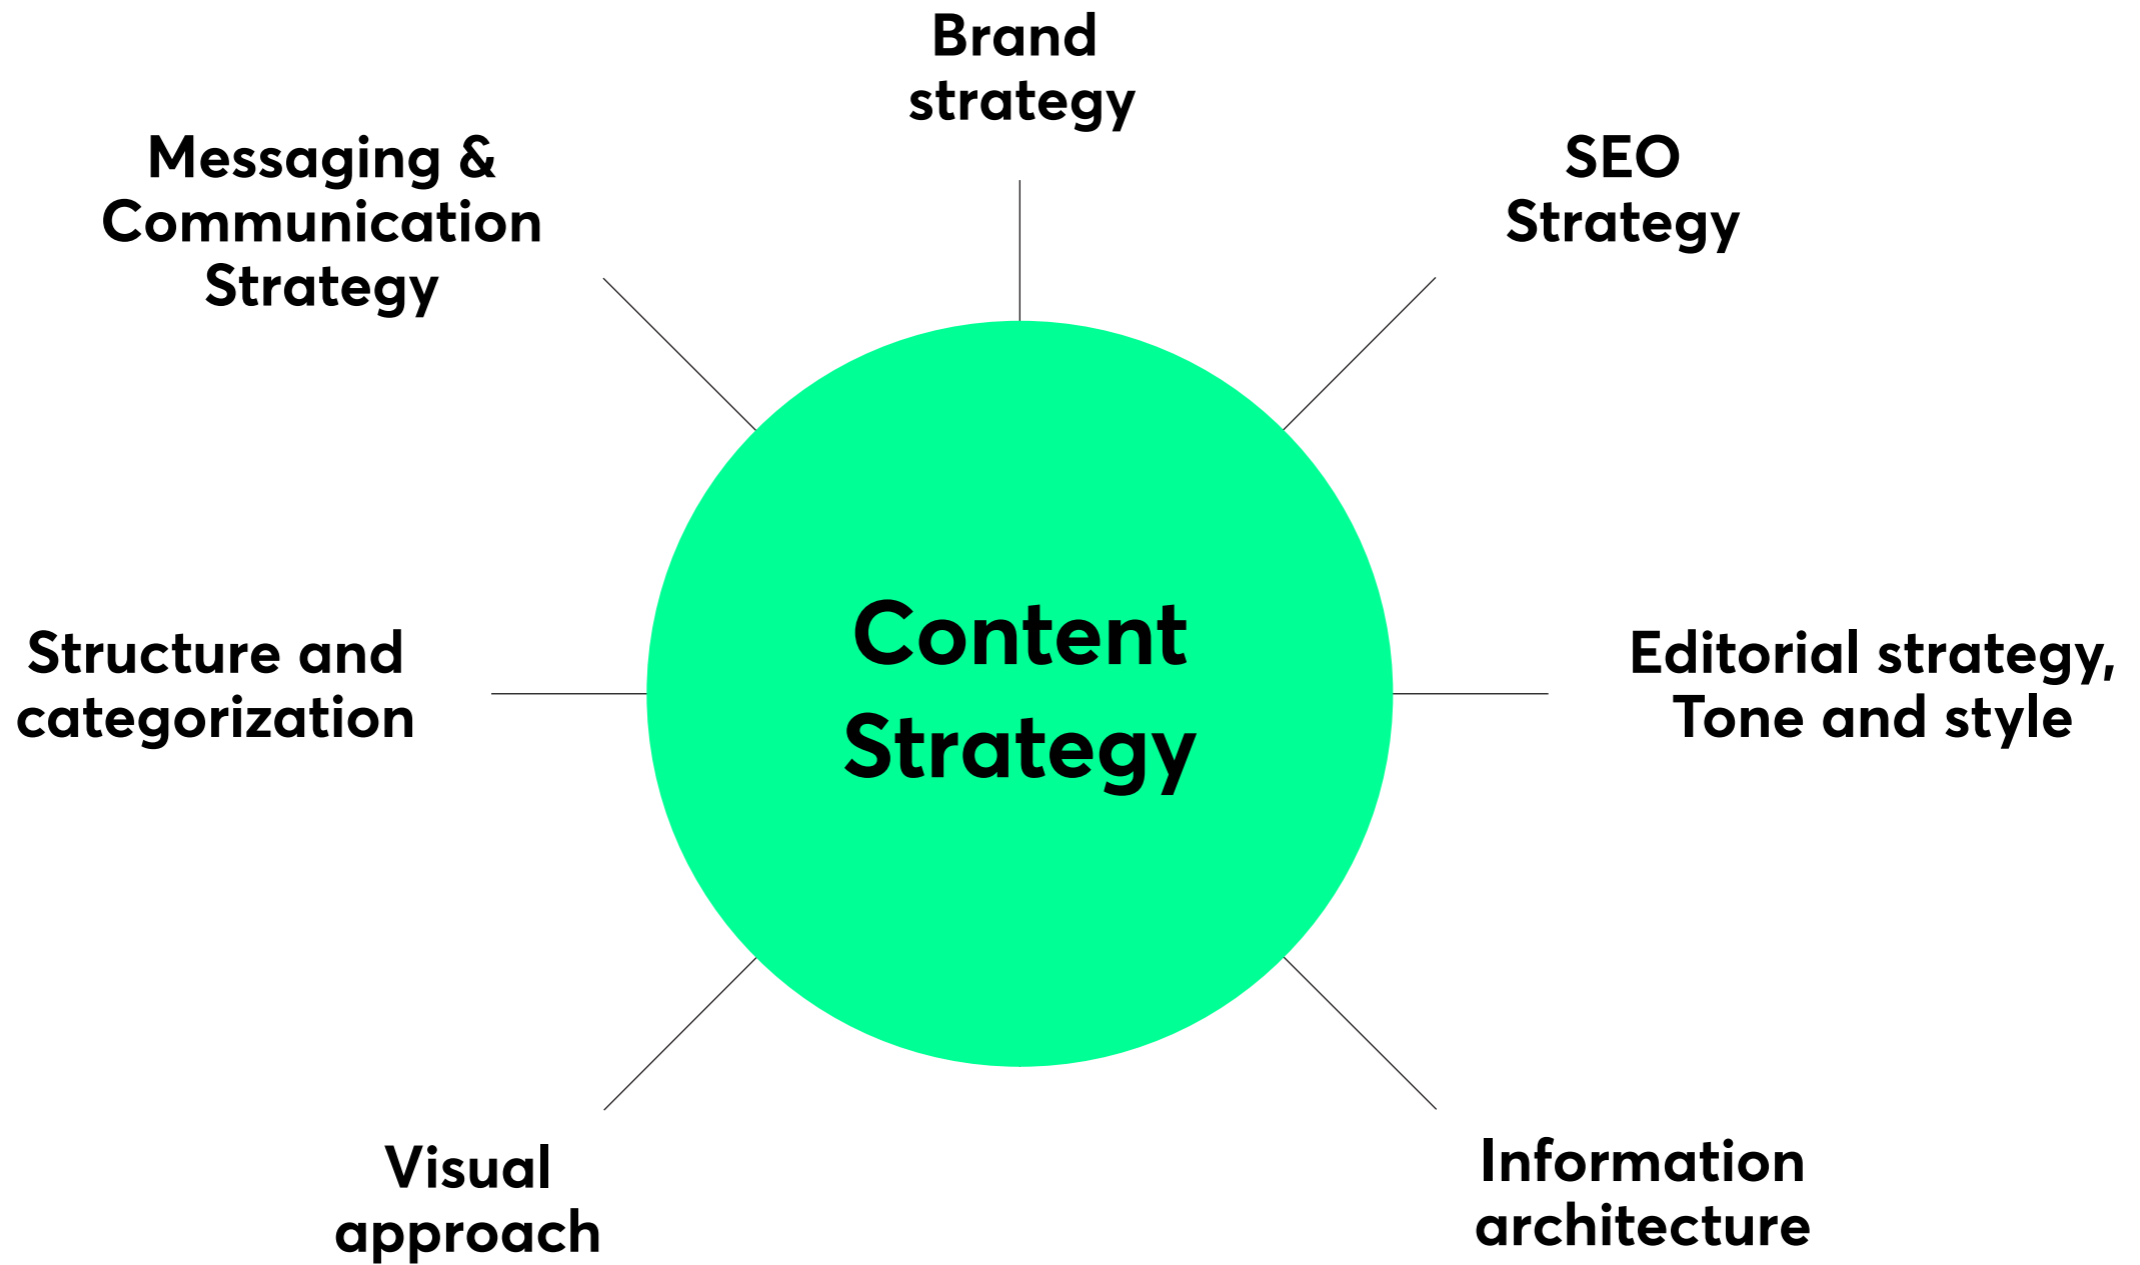 Brand
strategy
Messaging &
Communication
Strategy
SEO
Strategy
Structure and
categorization
Content
Strategy
Editorial strategy,
Tone and style
Visual
approach
Information
architecture